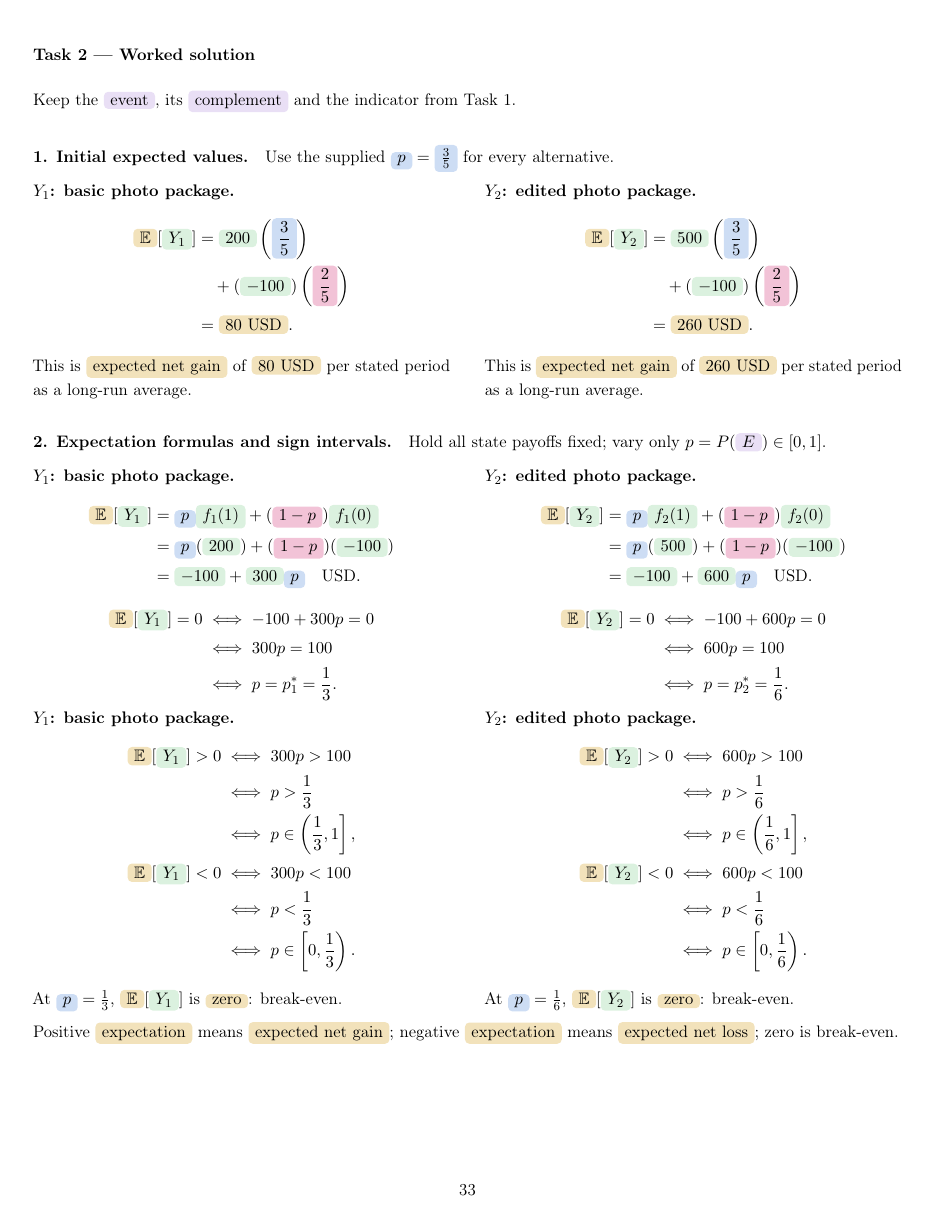 Task 2 — Worked solution
Keep the event, its complement and the indicator from Task 1.
1. Initial expected values. Use the supplied p = 3/5 for every alternative.
Y₁: basic photo package.
𝔼[Y₁] = 200 (3/5)
+ (−100) (2/5)
= 80 USD.
This is expected net gain of 80 USD per stated period
as a long-run average.
Y₂: edited photo package.
𝔼[Y₂] = 500 (3/5)
+ (−100) (2/5)
= 260 USD.
This is expected net gain of 260 USD per stated period
as a long-run average.
2. Expectation formulas and sign intervals. Hold all state payoffs fixed; vary only p = P(E) ∈ [0, 1].
Y₁: basic photo package.
𝔼[Y₁] = p f₁(1) + (1 − p) f₁(0)
= p(200) + (1 − p)(−100)
= −100 + 300 p USD.
𝔼[Y₁] = 0 ⟺ −100 + 300p = 0
⟺ 300p = 100
⟺ p = p₁* = 1/3.
Y₂: edited photo package.
𝔼[Y₂] = p f₂(1) + (1 − p) f₂(0)
= p(500) + (1 − p)(−100)
= −100 + 600 p USD.
𝔼[Y₂] = 0 ⟺ −100 + 600p = 0
⟺ 600p = 100
⟺ p = p₂* = 1/6.
Y₁: basic photo package.
𝔼[Y₁] > 0 ⟺ 300p > 100
⟺ p > 1/3
⟺ p ∈ (1/3, 1],
𝔼[Y₁] < 0 ⟺ 300p < 100
⟺ p < 1/3
⟺ p ∈ [0, 1/3).
At p = 1/3, 𝔼[Y₁] is zero: break-even.
Y₂: edited photo package.
𝔼[Y₂] > 0 ⟺ 600p > 100
⟺ p > 1/6
⟺ p ∈ (1/6, 1],
𝔼[Y₂] < 0 ⟺ 600p < 100
⟺ p < 1/6
⟺ p ∈ [0, 1/6).
At p = 1/6, 𝔼[Y₂] is zero: break-even.
Positive expectation means expected net gain; negative expectation means expected net loss; zero is break-even.
33